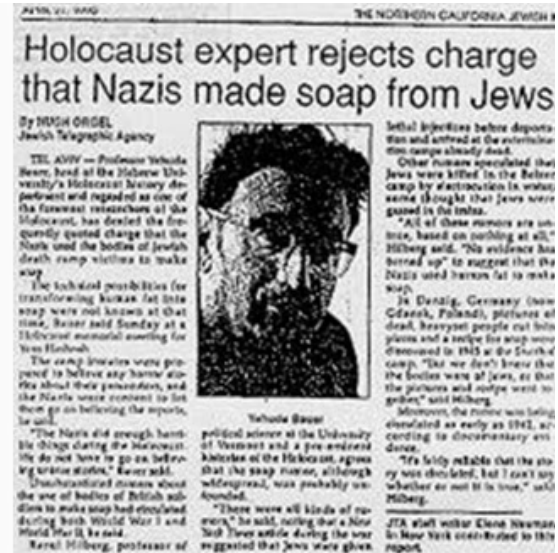 APRIL 27, 1990
THE NORTHERN CALIFORNIA JEWISH
Holocaust expert rejects charge
that Nazis made soap from Jews
By HUGH ORGEL
Jewish Telegraphic Agency
TEL AVIV — Professor Yehuda
Bauer, head of the Hebrew Uni-
versity's Holocaust history de-
partment and regarded as one of
the foremost researchers of the
Holocaust, has denied the fre-
quently quoted charge that the
Nazis used the bodies of Jewish
death camp victims to make
soap.
The technical possibilities for
transforming human fat into
soap were not known at that
time, Bauer said Sunday at a
Holocaust memorial meeting for
Yom Hashoah.
The camp inmates were pre-
pared to believe any horror sto-
ries about their persecutors, and
the Nazis were content to let
them go on believing the reports,
he said.
"The Nazis did enough horri-
ble things during the Holocaust.
We do not have to go on believ-
ing untrue stories," Bauer said.
Unsubstantiated rumors about
the use of bodies of British sol-
diers to make soap had circulated
during both World War I and
World War II, he said.
Raul Hilberg, professor of
Yehuda Bauer
political science at the University
of Vermont and a pre-eminent
historian of the Holocaust, agrees
that the soap rumor, although
widespread, was probably un-
founded.
"There were all kinds of ru-
mors," he said, noting that a New
York Times article during the war
suggested that Jews were given
lethal injections before deporta-
tion and arrived at the extermina-
tion camps already dead.
Other rumors speculated that
Jews were killed in the Belzec
camp by electrocution in water;
some thought that Jews were
gassed in the trains.
"All of these rumors are un-
true, based on nothing at all,"
Hilberg said. "No evidence has
turned up" to suggest that the
Nazis used human fat to make
soap.
In Danzig, Germany (now
Gdansk, Poland), pictures of
dead, heavyset people cut into
pieces and a recipe for soap were
discovered in 1945 at the
camp. "But we don't know that
the bodies were of Jews, or that
the pictures and recipe went to-
gether," said Hilberg.
Moreover, the rumor was being
circulated as early as 1942, ac-
cording to documentary evi-
dence.
"It's fairly reliable that the sto-
ry was circulated, but I can't say
whether or not it is true," said
Hilberg.
JTA staff writer Elena Neuman
in New York contributed to this
report.